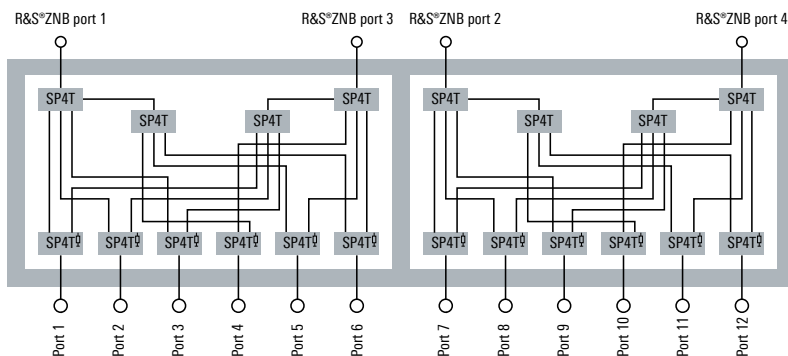 R&S®ZNB port 1 R&S®ZNB port 3 R&S®ZNB port 2 R&S®ZNB port 4
SP4T SP4T SP4T SP4T
SP4T SP4T SP4T SP4T
SP4T SP4T SP4T SP4T SP4T SP4T SP4T SP4T SP4T SP4T SP4T SP4T
Port 1 Port 2 Port 3 Port 4 Port 5 Port 6 Port 7 Port 8 Port 9 Port 10 Port 11 Port 12